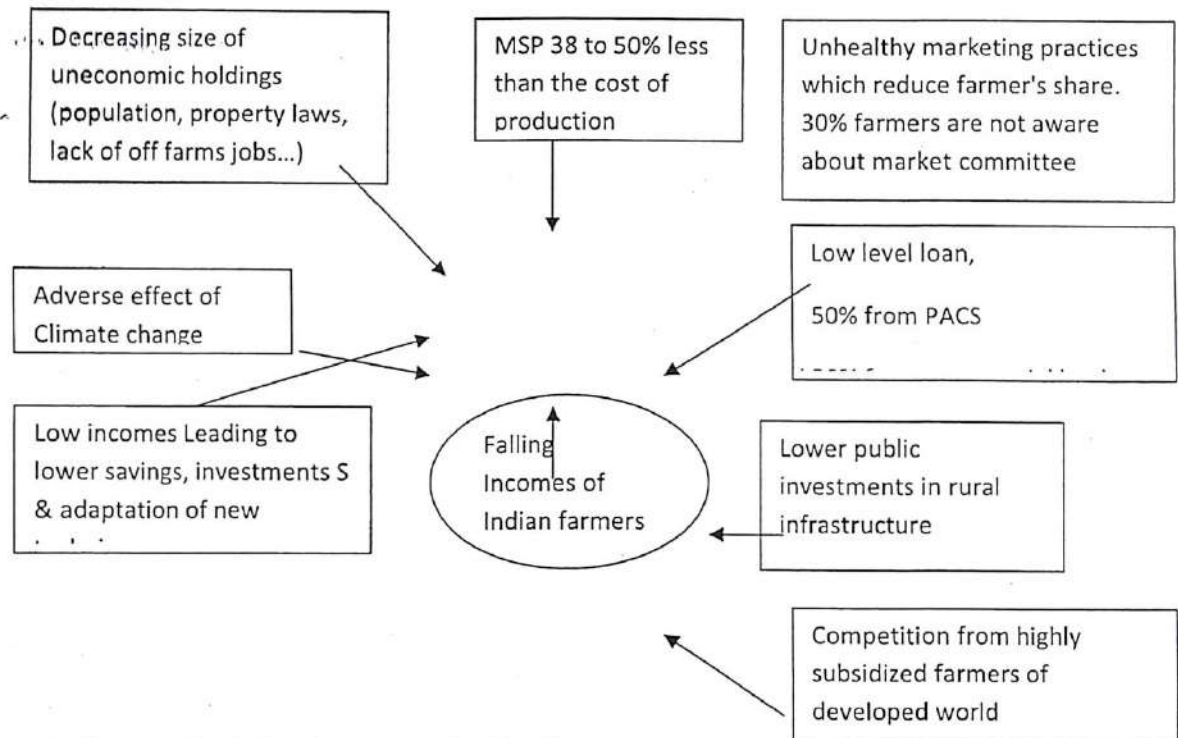 Decreasing size of
uneconomic holdings
(population, property laws,
lack of off farms jobs...)
MSP 38 to 50% less
than the cost of
production
Unhealthy marketing practices
which reduce farmer's share.
30% farmers are not aware
about market committee
Adverse effect of
Climate change
Low level loan,
50% from PACS
Low incomes Leading to
lower savings, investments S
& adaptation of new
Falling
Incomes of
Indian farmers
Lower public
investments in rural
infrastructure
Competition from highly
subsidized farmers of
developed world